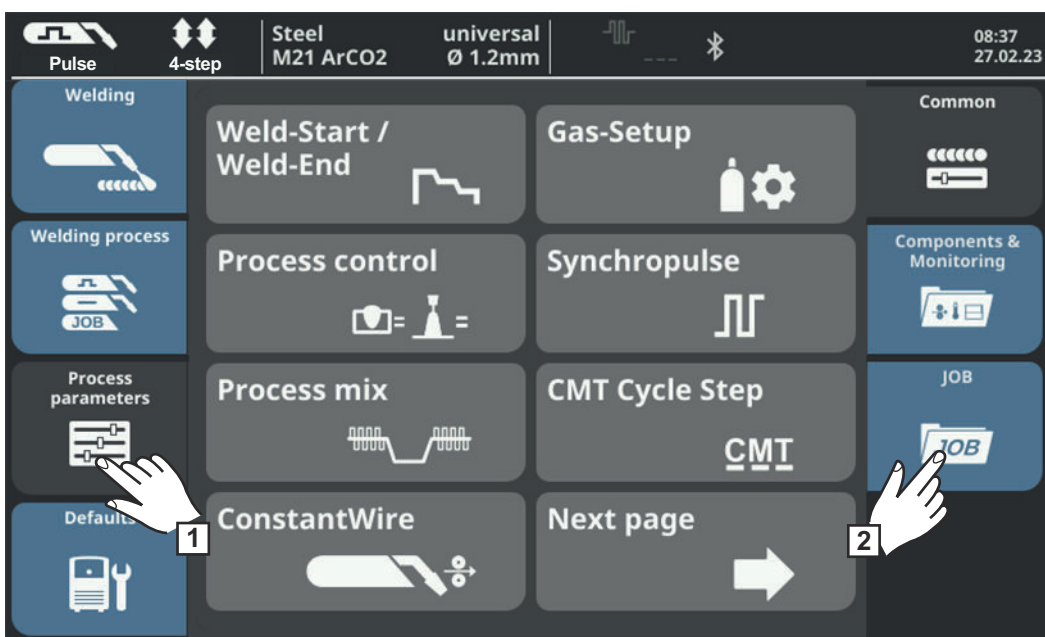 Pulse
4-step
Steel universal
M21 ArCO2 Ø 1.2mm
---
08:37
27.02.23
Welding
Welding process
JOB
Process
parameters
Defaults
1
Weld-Start /
Weld-End
Gas-Setup
Process control
= =
Synchropulse
Process mix
CMT Cycle Step
CMT
ConstantWire
Next page
Common
Components &
Monitoring
JOB
JOB
2